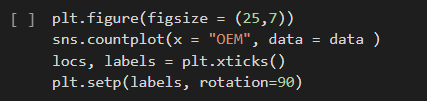 [ ] plt.figure(figsize = (25,7))
sns.countplot(x = "OEM", data = data )
locs, labels = plt.xticks()
plt.setp(labels, rotation=90)